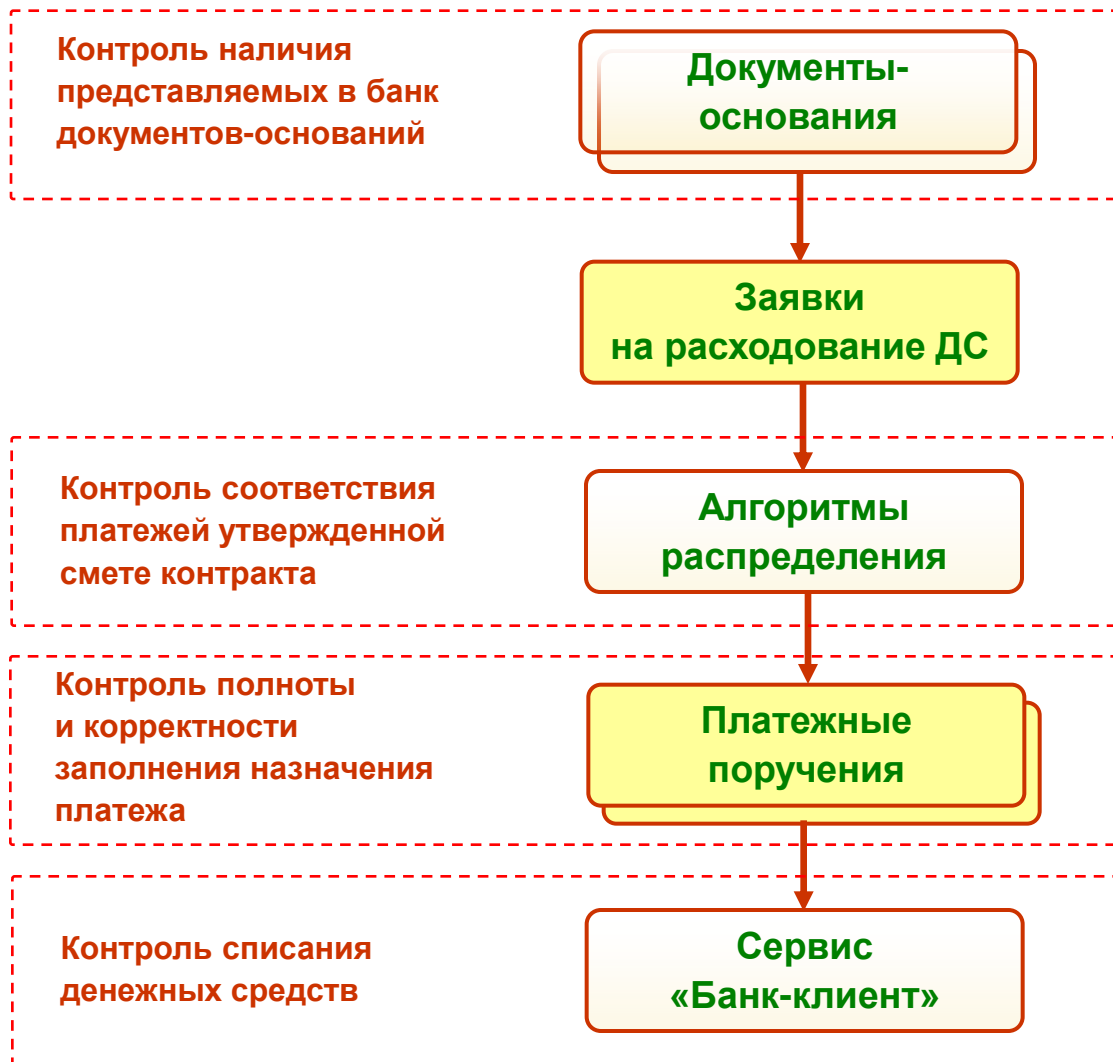 Контроль наличия
представляемых в банк
документов-оснований
Документы-
основания
Заявки
на расходование ДС
Контроль соответствия
платежей утвержденной
смете контракта
Алгоритмы
распределения
Контроль полноты
и корректности
заполнения назначения
платежа
Платежные
поручения
Контроль списания
денежных средств
Сервис
«Банк-клиент»